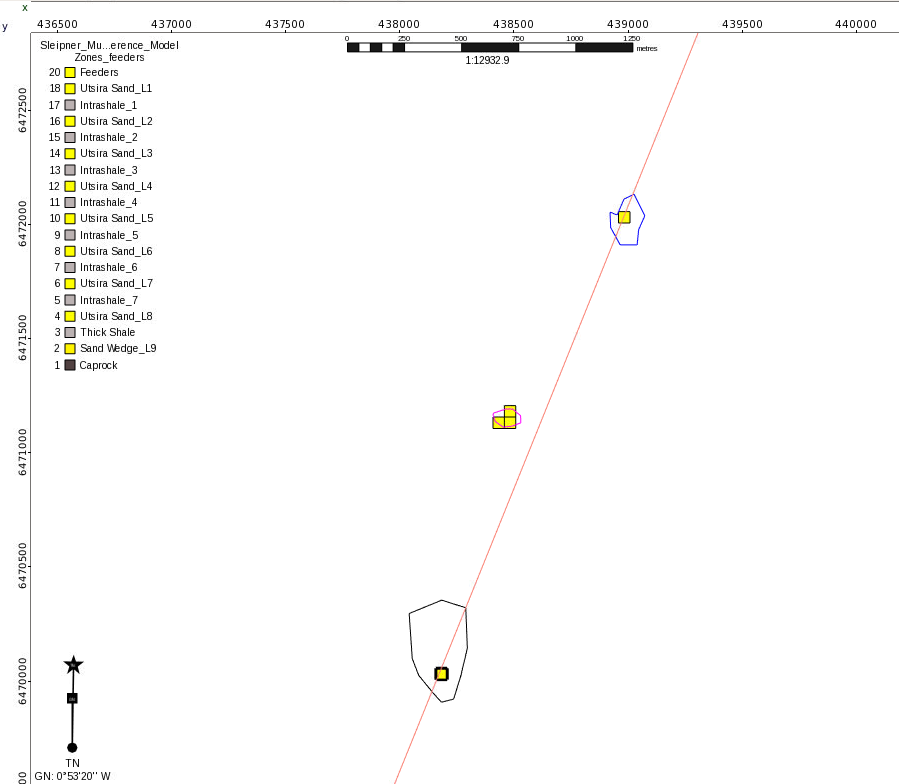 x
436500 437000 437500 438000 438500 439000 439500 440000
y
Sleipner_Mu...erence_Model
Zones_feeders
0 250 500 750 1000 1250
metres
1:12932.9
20 Feeders
18 Utsira Sand_L1
17 Intrashale_1
16 Utsira Sand_L2
15 Intrashale_2
14 Utsira Sand_L3
13 Intrashale_3
12 Utsira Sand_L4
11 Intrashale_4
10 Utsira Sand_L5
9 Intrashale_5
8 Utsira Sand_L6
7 Intrashale_6
6 Utsira Sand_L7
5 Intrashale_7
4 Utsira Sand_L8
3 Thick Shale
2 Sand Wedge_L9
1 Caprock
6472500
6472000
6471500
6471000
6470500
6470000
TN
GN: 0°53'20'' W